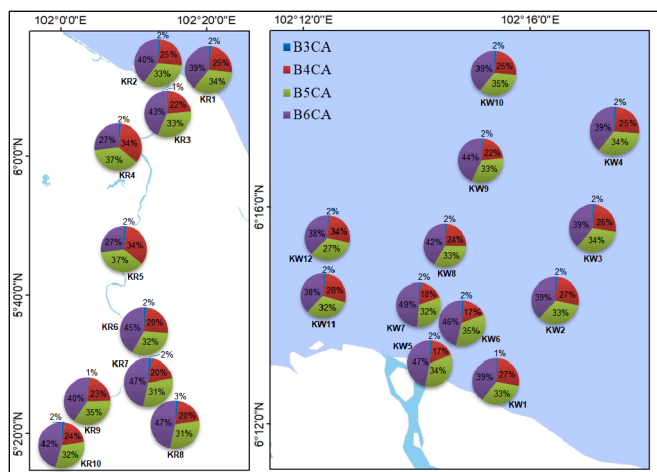 102°0'0"E
102°20'0"E
102°12'0"E
102°16'0"E
6°0'0"N
5°40'0"N
5°20'0"N
6°16'0"N
6°12'0"N
B3CA
B4CA
B5CA
B6CA
2% 25% 33% 40% KR2
2% 25% 34% 39% KR1
1% 22% 33% 43% KR3
2% 34% 37% 27% KR4
2% 34% 37% 27% KR5
2% 20% 32% 45% KR6
2% 20% 31% 47% KR7
3% 20% 31% 47% KR8
1% 23% 35% 40% KR9
2% 24% 32% 42% KR10
2% 25% 35% 39% KW10
2% 25% 34% 39% KW4
2% 22% 33% 44% KW9
2% 26% 34% 39% KW3
2% 34% 27% 38% KW12
2% 24% 33% 42% KW8
2% 28% 32% 38% KW11
2% 18% 32% 49% KW7
2% 17% 35% 46% KW6
2% 27% 33% 39% KW2
2% 17% 34% 47% KW5
1% 27% 33% 39% KW1